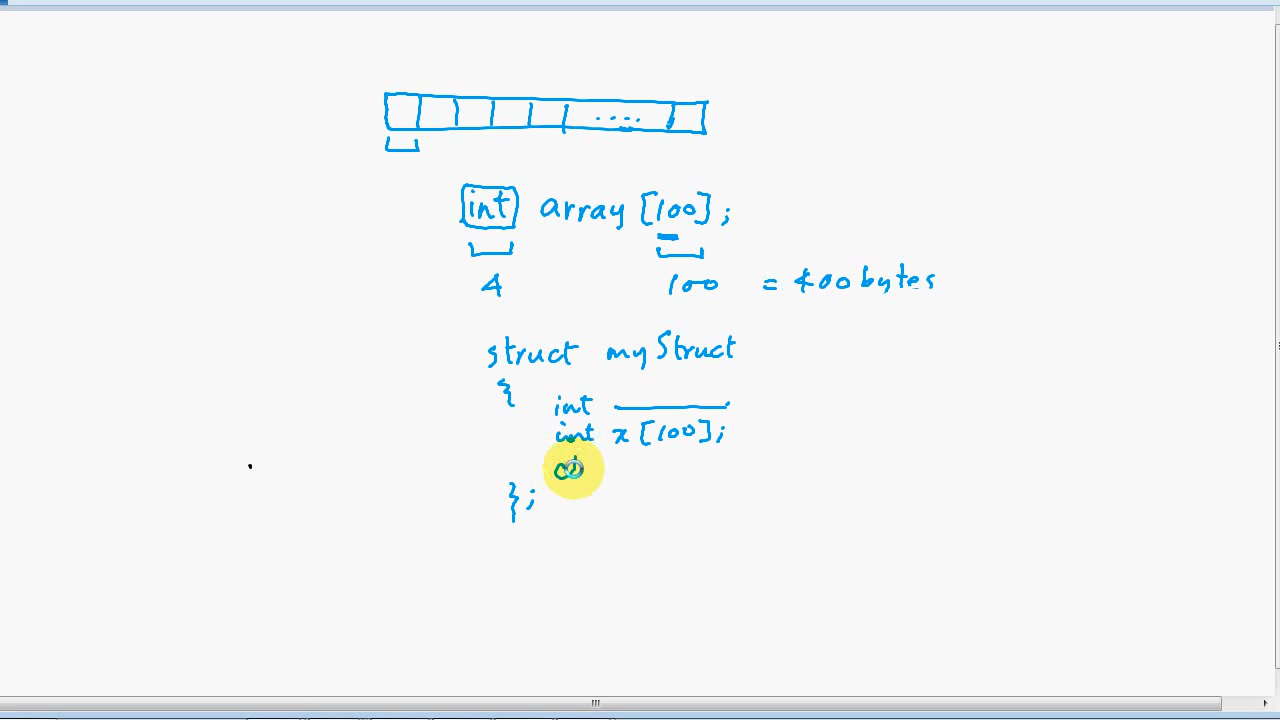 ....
int array [100];
4 100 = 400 bytes
struct myStruct
{
int
int x [100];
};